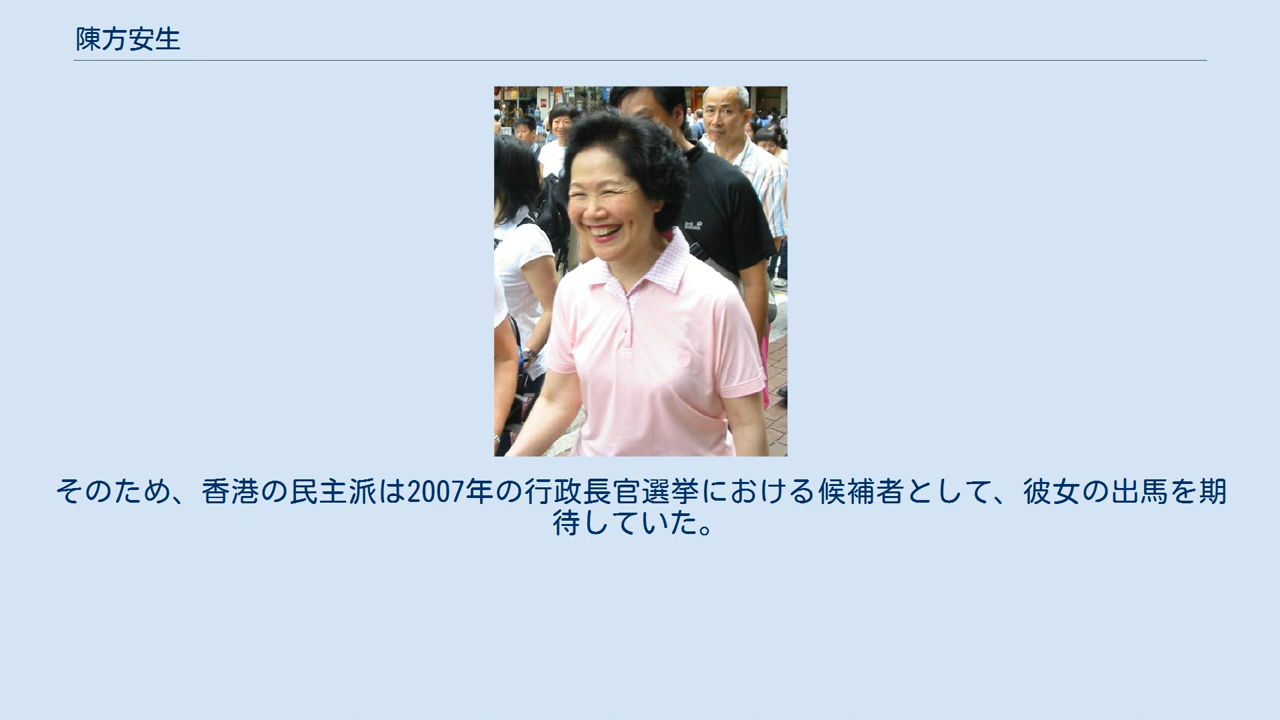 陳方安生
そのため、香港の民主派は2007年の行政長官選挙における候補者として、彼女の出馬を期
待していた。